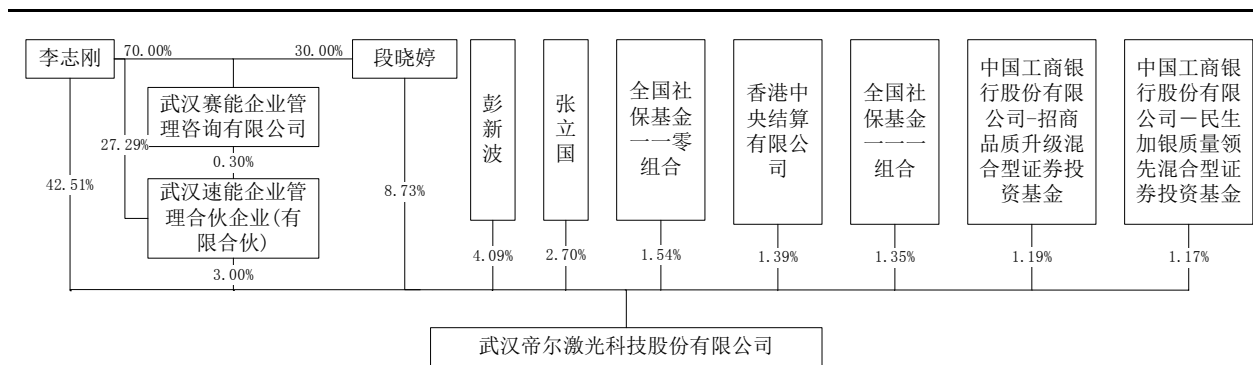 李志刚
70.00%
30.00%
段晓婷
武汉赛能企业管
理咨询有限公司
27.29%
0.30%
42.51%
武汉速能企业管
理合伙企业(有
限合伙)
3.00%
8.73%
彭
新
波
4.09%
张
立
国
2.70%
全国社
保基金
一一零
组合
1.54%
香港中
央结算
有限公
司
1.39%
全国社
保基金
一一一
组合
1.35%
中国工商银
行股份有限
公司-招商
品质升级混
合型证券投
资基金
1.19%
中国工商银
行股份有限
公司－民生
加银质量领
先混合型证
券投资基金
1.17%
武汉帝尔激光科技股份有限公司